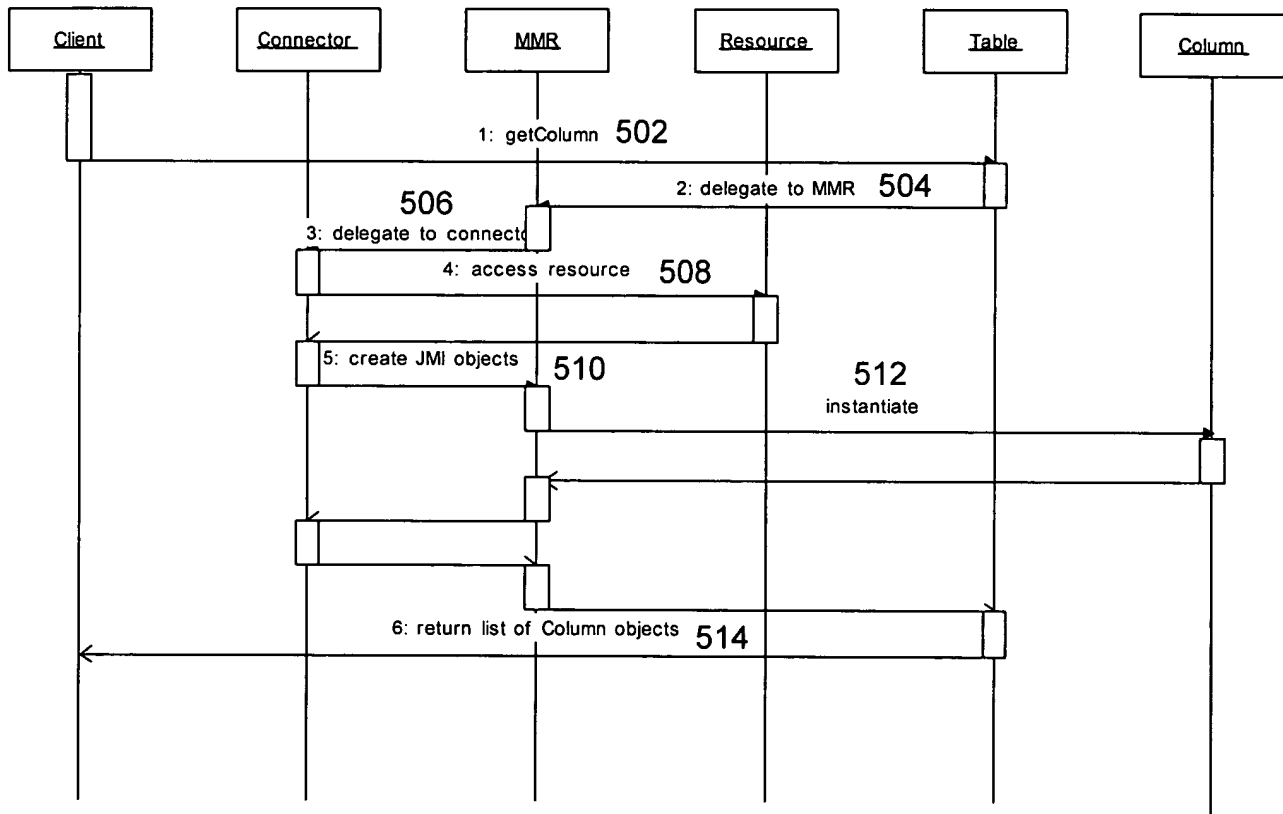 Client
Connector
MMR
Resource
Table
Column
1: getColumn 502
2: delegate to MMR 504
506
3: delegate to connecto
4: access resource 508
5: create JMI objects 510
512
instantiate
6: return list of Column objects 514